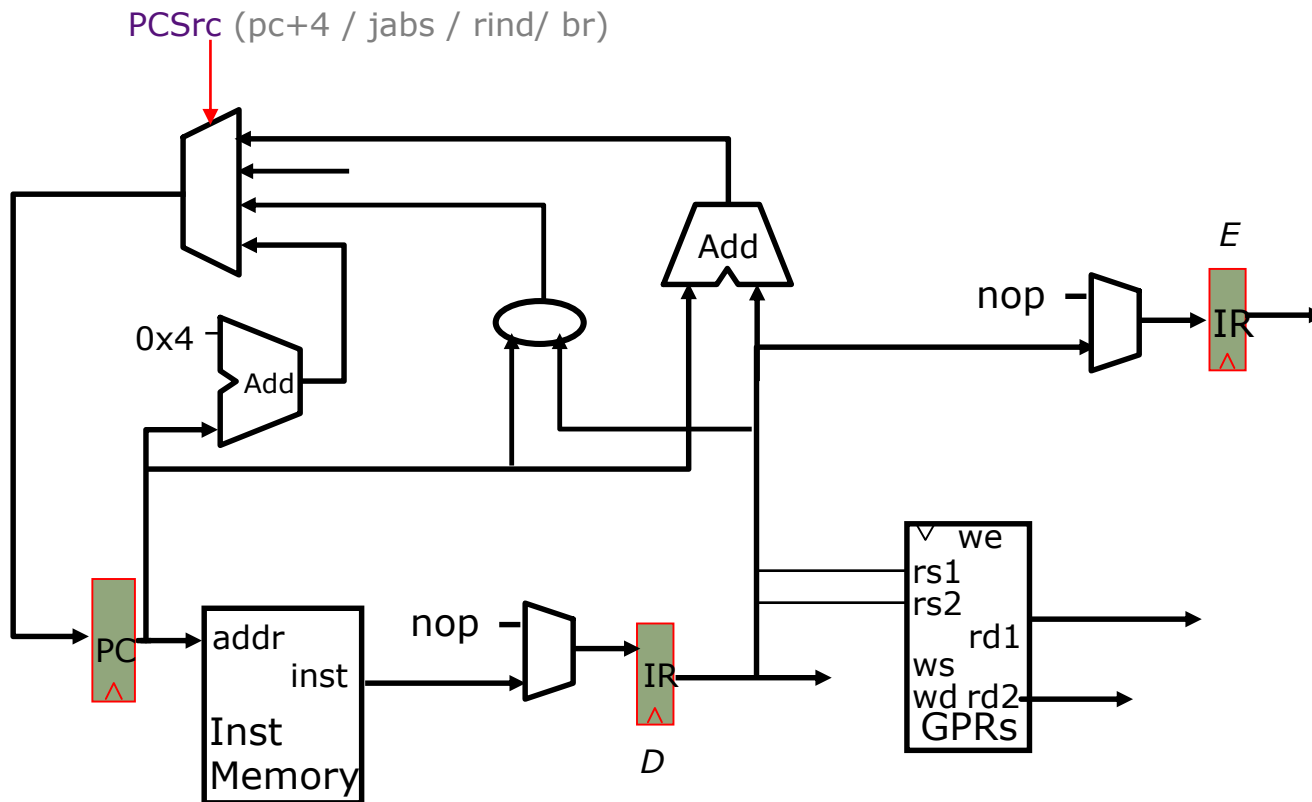 PCSrc (pc+4 / jabs / rind/ br)
Add
E
nop
IR
0x4
Add
we
rs1
rs2
rd1
ws
wd rd2
GPRs
PC
addr
inst
Inst
Memory
nop
IR
D